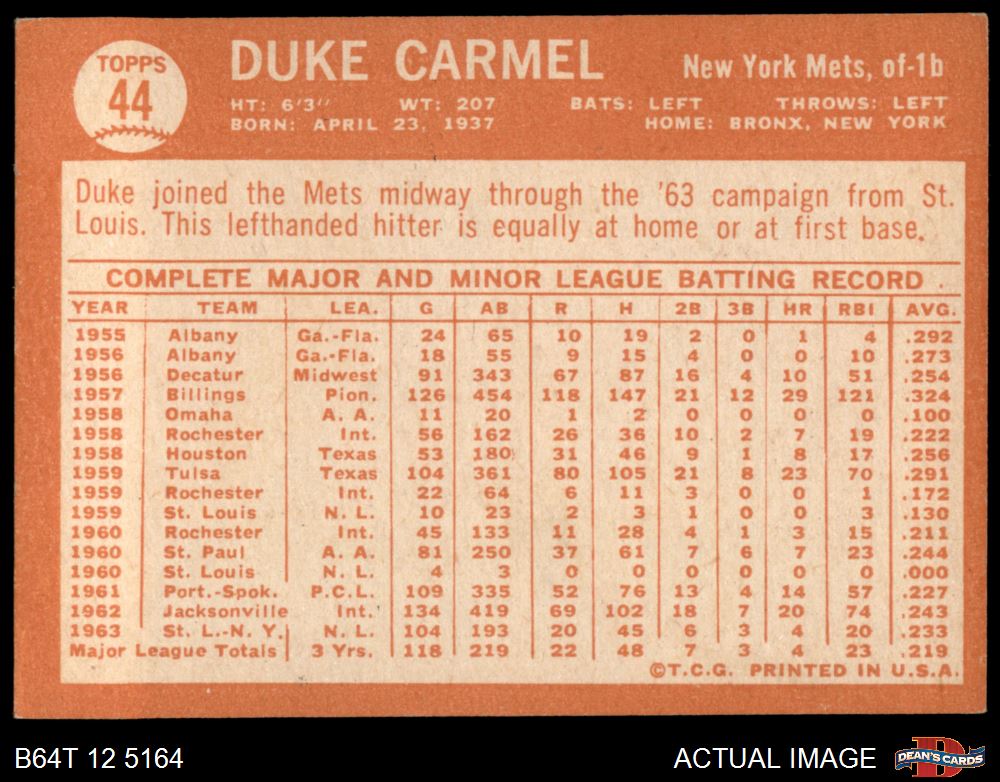 TOPPS
44
DUKE CARMEL
New York Mets, of-1b
HT: 6'3" WT: 207 BATS: LEFT THROWS: LEFT
BORN: APRIL 23, 1937 HOME: BRONX, NEW YORK
Duke joined the Mets midway through the '63 campaign from St.
Louis. This lefthanded hitter is equally at home or at first base.
COMPLETE MAJOR AND MINOR LEAGUE BATTING RECORD
YEAR TEAM LEA. G AB R H 2B 3B HR RBI AVG.
1955 Albany Ga.-Fla. 24 65 10 19 2 0 1 4 .292
1956 Albany Ga.-Fla. 18 55 9 15 4 0 0 10 .273
1956 Decatur Midwest 91 343 67 87 16 4 10 51 .254
1957 Billings Pion. 126 454 118 147 21 12 29 121 .324
1958 Omaha A. A. 11 20 1 2 0 0 0 0 .100
1958 Rochester Int. 56 162 26 36 10 2 7 19 .222
1958 Houston Texas 53 180 31 46 9 1 8 17 .256
1959 Tulsa Texas 104 361 80 105 21 8 23 70 .291
1959 Rochester Int. 22 64 6 11 3 0 0 1 .172
1959 St. Louis N. L. 10 23 2 3 1 0 0 3 .130
1960 Rochester Int. 45 133 11 28 4 1 3 15 .211
1960 St. Paul A. A. 81 250 37 61 7 6 7 23 .244
1960 St. Louis N. L. 4 3 0 0 0 0 0 0 .000
1961 Port.-Spok. P.C.L. 109 335 52 76 13 4 14 57 .227
1962 Jacksonville Int. 134 419 69 102 18 7 20 74 .243
1963 St. L.-N. Y. N. L. 104 193 20 45 6 3 4 20 .233
Major League Totals 3 Yrs. 118 219 22 48 7 3 4 23 .219
©T.C.G. PRINTED IN U.S.A.
B64T 12 5164 ACTUAL IMAGE D DEAN'S CARDS